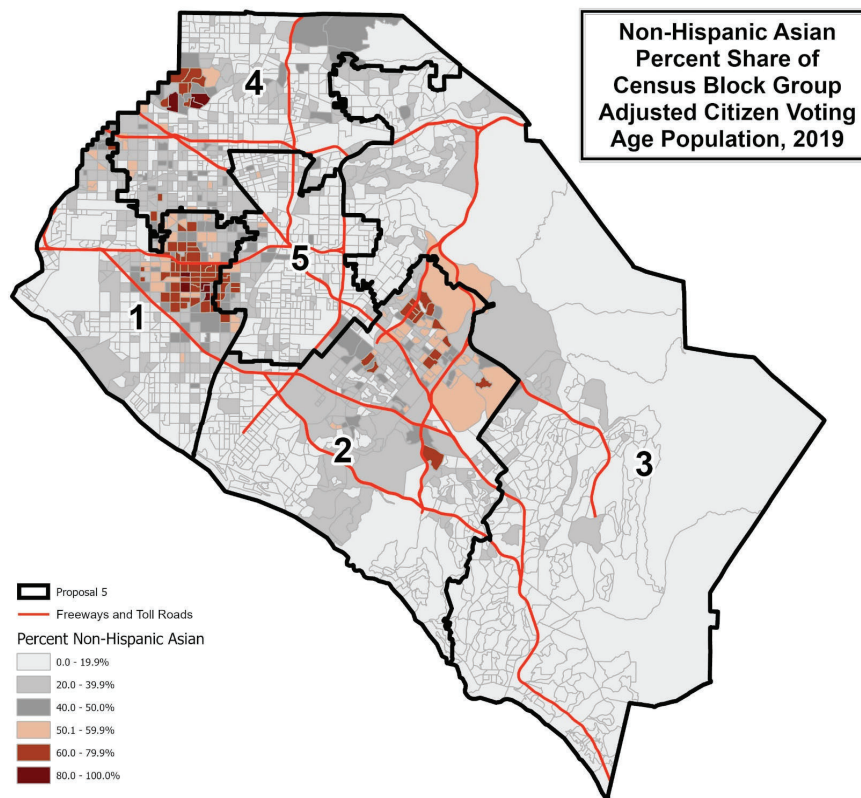 Non-Hispanic Asian
Percent Share of
Census Block Group
Adjusted Citizen Voting
Age Population, 2019
4
5
1
2
3
Proposal 5
Freeways and Toll Roads
Percent Non-Hispanic Asian
0.0 - 19.9%
20.0 - 39.9%
40.0 - 50.0%
50.1 - 59.9%
60.0 - 79.9%
80.0 - 100.0%